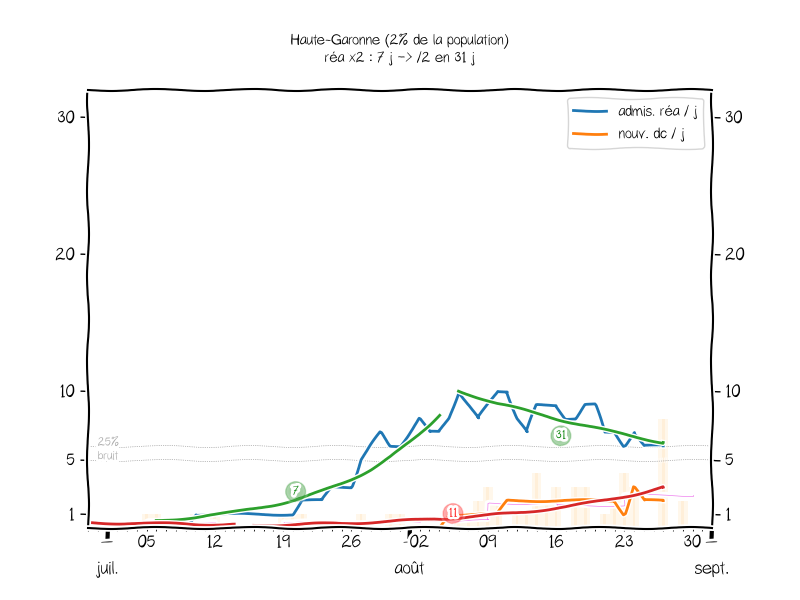 Haute-Garonne (2% de la population)
réa x2 : 7 j -> /2 en 31 j
admis. réa / j
nouv. dc / j
30
30
20
20
10
10
25%
bruit
5
5
31
7
11
1
1
05
12
19
26
02
09
16
23
30
juil.
août
sept.